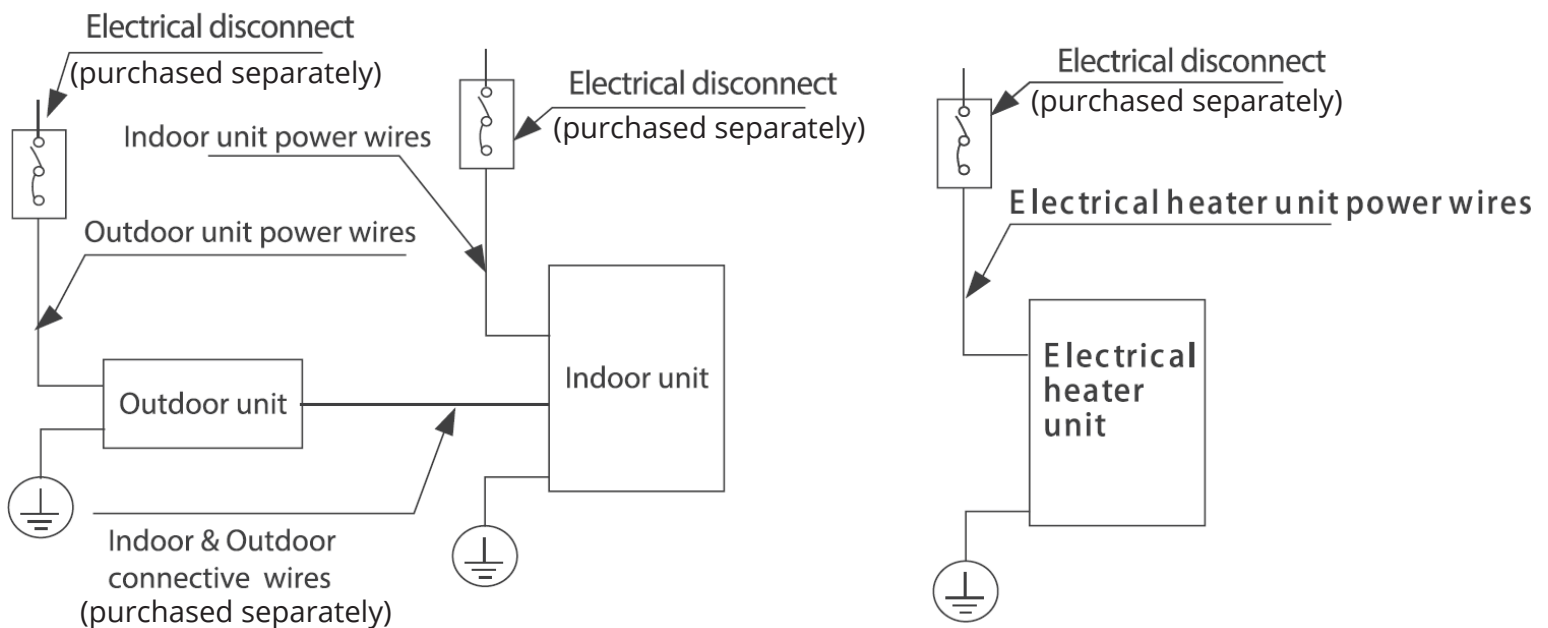 Electrical disconnect
(purchased separately)
Indoor unit power wires
Outdoor unit power wires
Electrical disconnect
(purchased separately)
Outdoor unit
Indoor unit
Indoor & Outdoor
connective wires
(purchased separately)
Electrical disconnect
(purchased separately)
Electrical heater unit power wires
Electrical
heater
unit